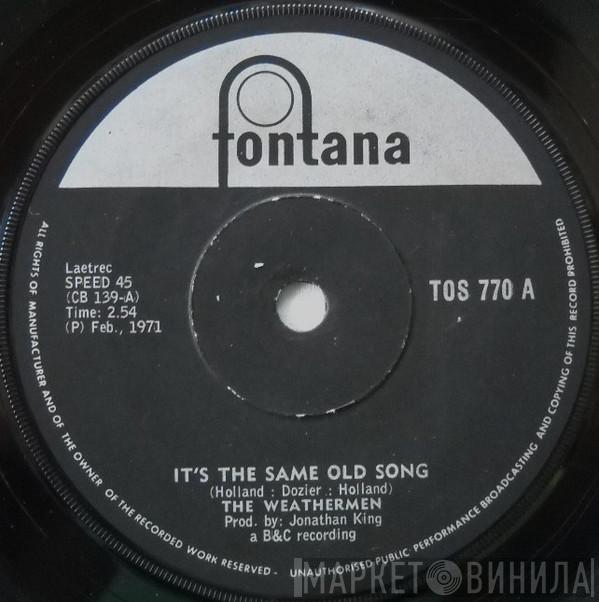 fontana
Laetrec
SPEED 45
(CB 139-A)
Time: 2.54
(P) Feb., 1971
TOS 770 A
IT'S THE SAME OLD SONG
(Holland : Dozier : Holland)
THE WEATHERMEN
Prod. by: Jonathan King
a B&C recording
ALL RIGHTS OF MANUFACTURER AND OF THE OWNER OF THE RECORDED WORK RESERVED - UNAUTHORISED PUBLIC PERFORMANCE BROADCASTING AND COPYING OF THIS RECORD PROHIBITED
МАРКЕТ ВИНИЛА